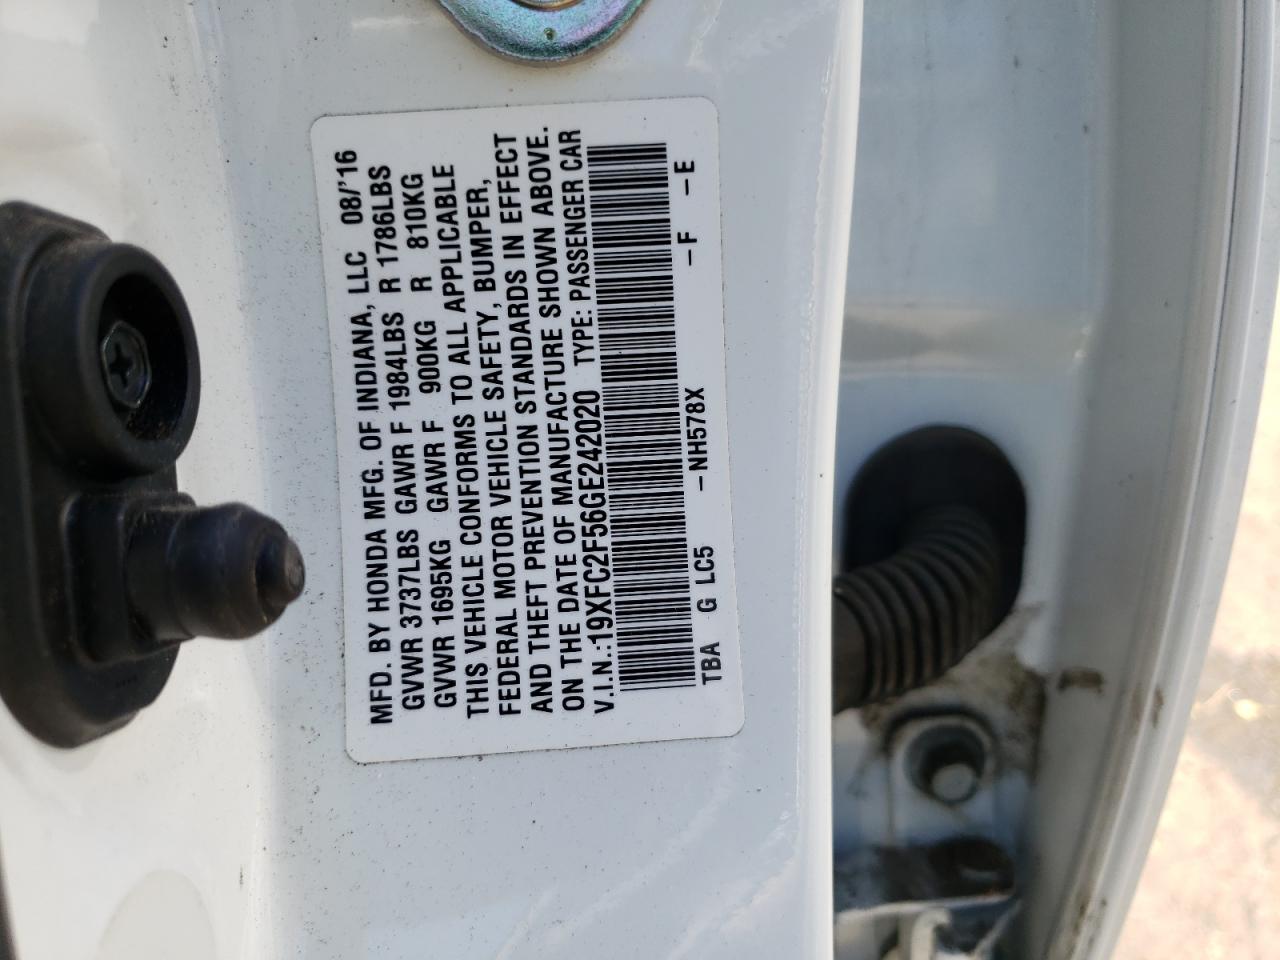 MFD. BY HONDA MFG. OF INDIANA, LLC 08/'16
GVWR 3737LBS GAWR F 1984LBS R 1786LBS
GVWR 1695KG GAWR F 900KG R 810KG
THIS VEHICLE CONFORMS TO ALL APPLICABLE
FEDERAL MOTOR VEHICLE SAFETY, BUMPER,
AND THEFT PREVENTION STANDARDS IN EFFECT
ON THE DATE OF MANUFACTURE SHOWN ABOVE.
V.I.N.:19XFC2F56GE242020 TYPE: PASSENGER CAR
TBA G LC5 -NH578X -F -E